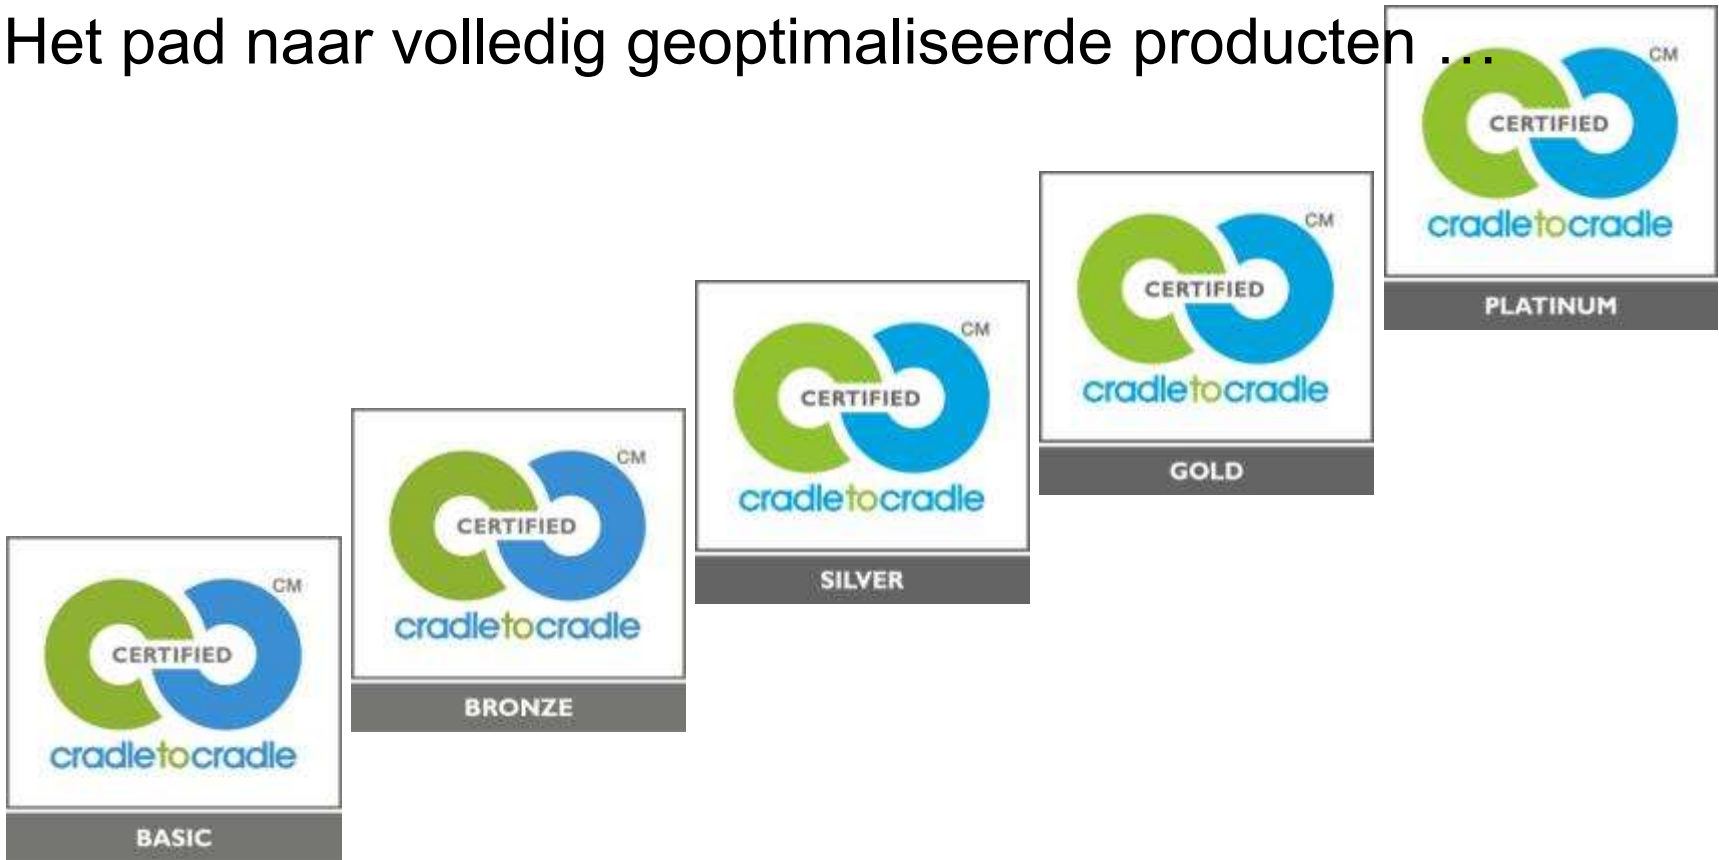 Het pad naar volledig geoptimaliseerde producten ...
CM
CERTIFIED
cradletocradle
PLATINUM
CM
CERTIFIED
cradletocradle
GOLD
CM
CERTIFIED
cradletocradle
SILVER
CM
CERTIFIED
cradletocradle
BRONZE
CM
CERTIFIED
cradletocradle
BASIC